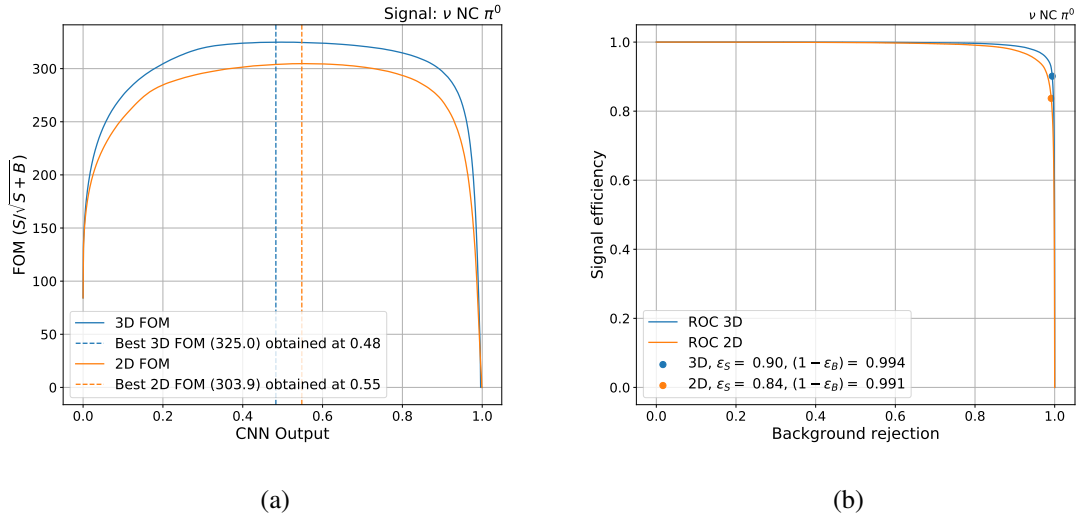 Signal: ν NC π⁰
FOM (S/√S + B)
300
250
200
150
100
50
0
3D FOM
Best 3D FOM (325.0) obtained at 0.48
2D FOM
Best 2D FOM (303.9) obtained at 0.55
0.0 0.2 0.4 0.6 0.8 1.0
CNN Output
(a)
ν NC π⁰
Signal efficiency
1.0
0.8
0.6
0.4
0.2
0.0
ROC 3D
ROC 2D
3D, εS = 0.90, (1 − εB) = 0.994
2D, εS = 0.84, (1 − εB) = 0.991
0.0 0.2 0.4 0.6 0.8 1.0
Background rejection
(b)